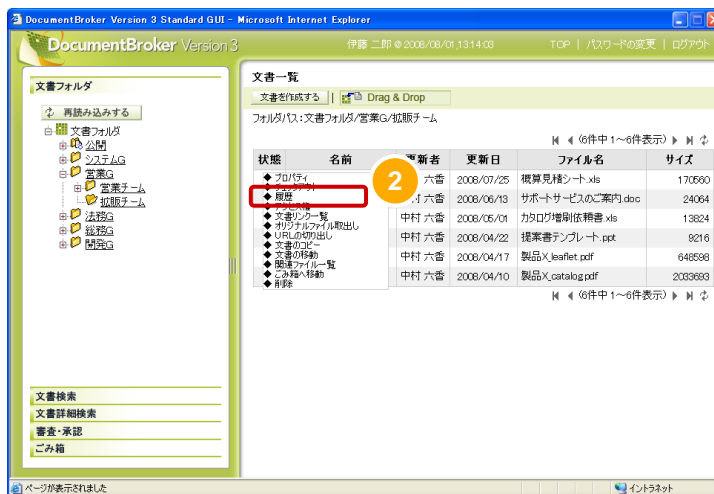 DocumentBroker Version 3 Standard GUI - Microsoft Internet Explorer
DocumentBroker Version 3
伊藤 二郎@2008/08/01,13:14:03
TOP | パスワードの変更 | ログアウト
文書フォルダ
再読み込みする
文書フォルダ
公開
システムG
営業G
営業チーム
拡販チーム
法務G
総務G
開発G
文書検索
文書詳細検索
審査・承認
ごみ箱
文書一覧
文書を作成する | Drag & Drop
フォルダパス:文書フォルダ/営業G/拡販チーム
(6件中 1~6件表示)
状態 名前 更新者 更新日 ファイル名 サイズ
六香 2008/07/25 概算見積シート.xls 170560
六香 2008/06/13 サポートサービスのご案内.doc 24064
中村 六香 2008/05/01 カタログ増刷依頼書.xls 13824
中村 六香 2008/04/22 提案書テンプレート.ppt 9216
中村 六香 2008/04/17 製品X_leaflet.pdf 648598
中村 六香 2008/04/10 製品X_catalog.pdf 2033693
◆ プロパティ
◆ チェックアウト
◆ 履歴
◆ アクセス権
◆ 文書リンク一覧
◆ オリジナルファイル取出し
◆ URLの切り出し
◆ 文書のコピー
◆ 文書の移動
◆ 関連ファイル一覧
◆ ごみ箱へ移動
◆ 削除
2
(6件中 1~6件表示)
ページが表示されました
イントラネット